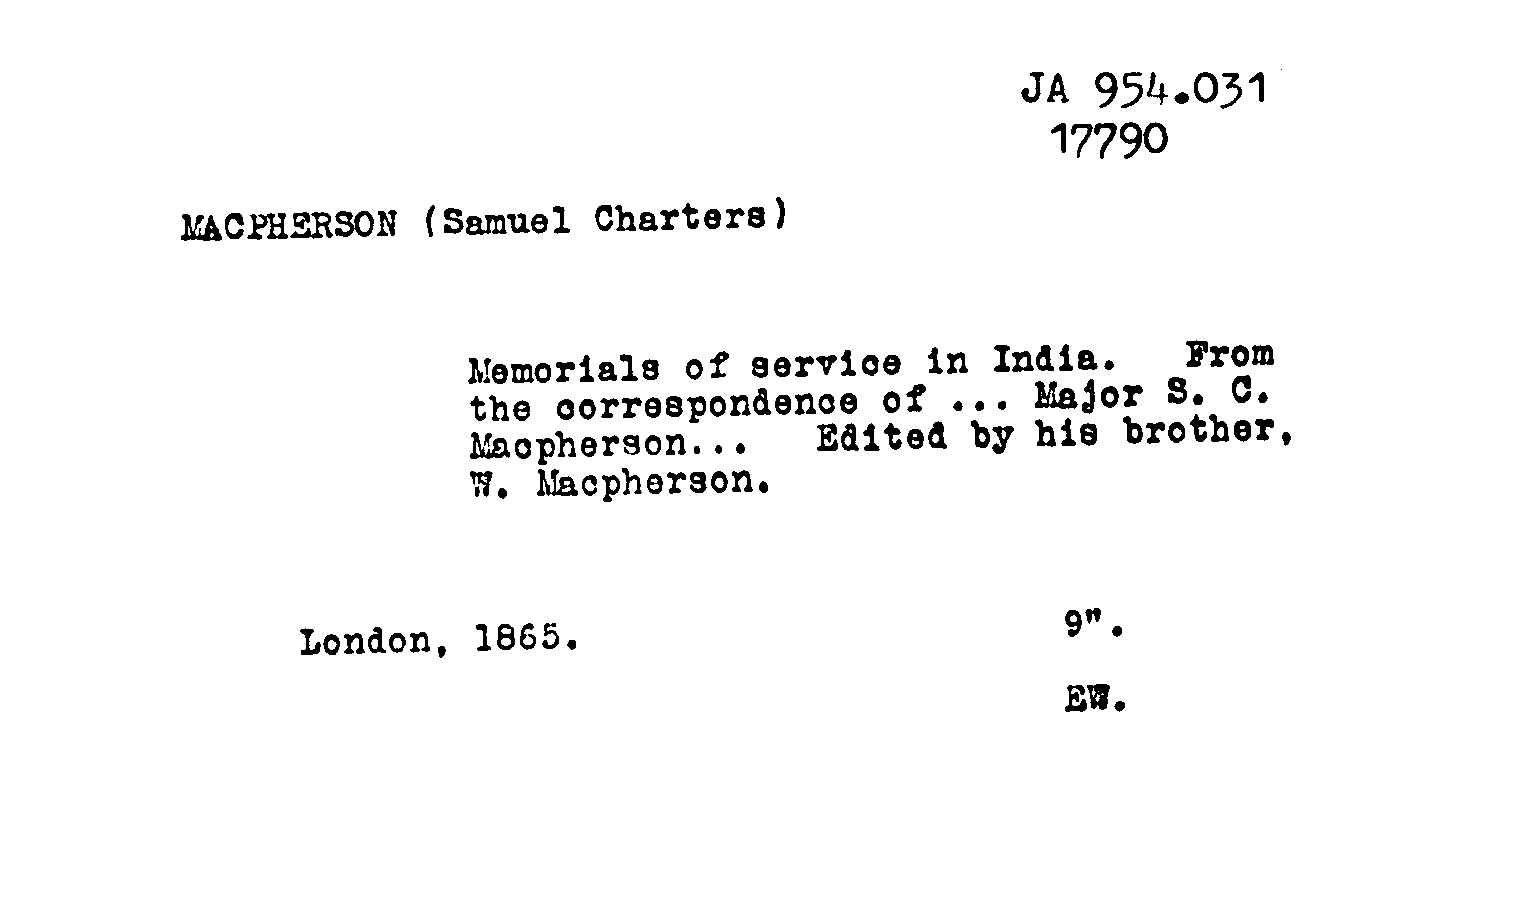 JA 954.031
17790
MACPHERSON (Samuel Charters)
Memorials of service in India. From
the correspondence of ... Major S. C.
Macpherson... Edited by his brother,
W. Macpherson.
London, 1865. 9".
EW.